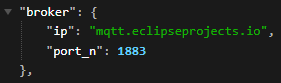 "broker": {
"ip": "mqtt.eclipseprojects.io",
"port_n": 1883
},